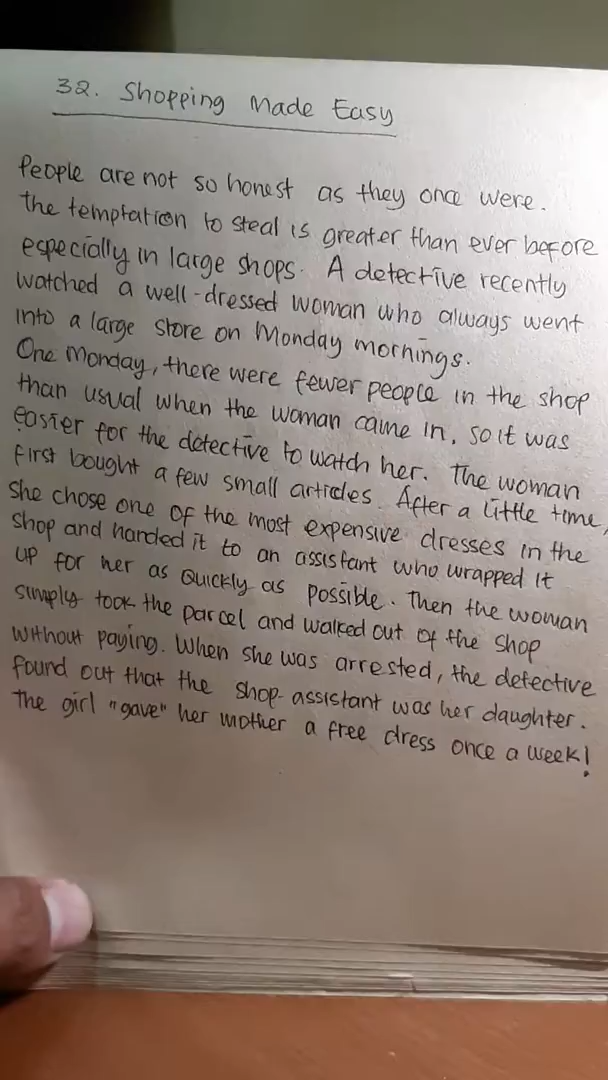 32. Shopping Made Easy
People are not so honest as they once were.
the temptation to steal is greater than ever before
especially in large shops. A detective recently
watched a well-dressed woman who always went
into a large store on Monday mornings.
One Monday, there were fewer people in the shop
than usual when the woman came in, so it was
easier for the detective to watch her. The woman
first bought a few small articles. After a little time,
she chose one of the most expensive dresses in the
shop and handed it to an assistant who wrapped it
up for her as quickly as possible. Then the woman
simply took the parcel and walked out of the shop
without paying. When she was arrested, the detective
found out that the shop-assistant was her daughter.
The girl "gave" her mother a free dress once a week!